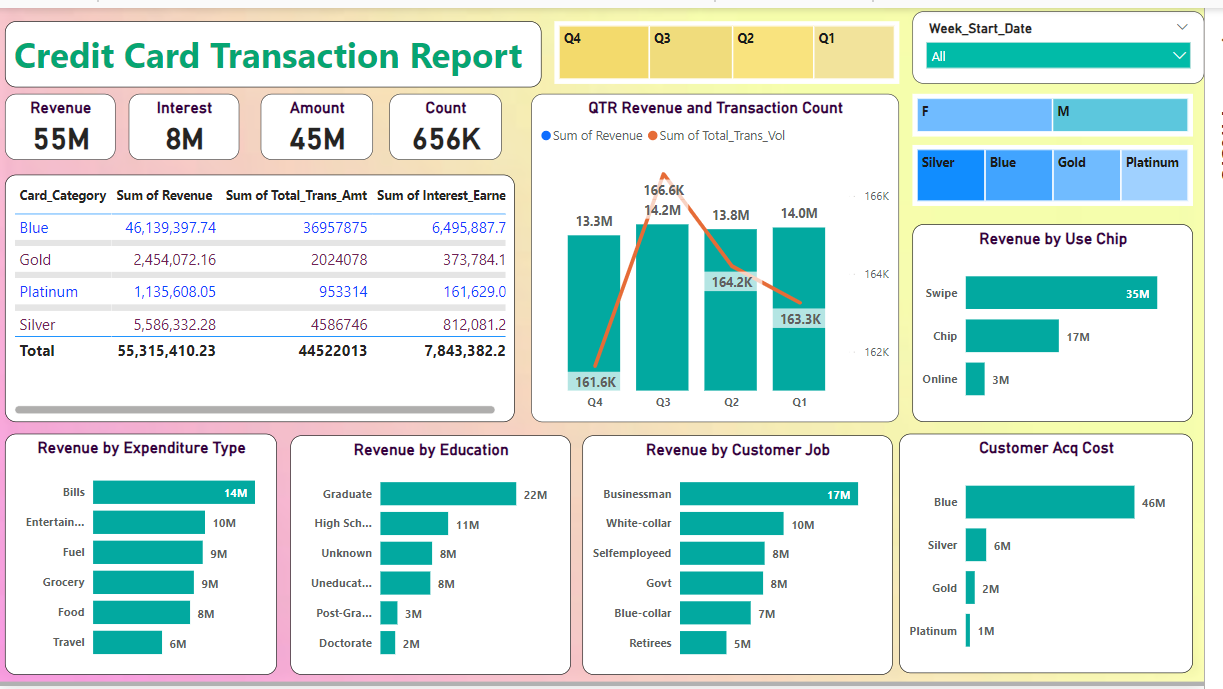 Credit Card Transaction Report
Q4 Q3 Q2 Q1
Week_Start_Date
All
Revenue
55M
Interest
8M
Amount
45M
Count
656K
F M
Silver Blue Gold Platinum
Card_Category Sum of Revenue Sum of Total_Trans_Amt Sum of Interest_Earne
Blue 46,139,397.74 36957875 6,495,887.7
Gold 2,454,072.16 2024078 373,784.1
Platinum 1,135,608.05 953314 161,629.0
Silver 5,586,332.28 4586746 812,081.2
Total 55,315,410.23 44522013 7,843,382.2
QTR Revenue and Transaction Count
Sum of Revenue Sum of Total_Trans_Vol
166K
164K
162K
13.3M 14.2M 13.8M 14.0M
161.6K 166.6K 164.2K 163.3K
Q4 Q3 Q2 Q1
Revenue by Use Chip
Swipe 35M
Chip 17M
Online 3M
Revenue by Expenditure Type
Bills 14M
Entertain... 10M
Fuel 9M
Grocery 9M
Food 8M
Travel 6M
Revenue by Education
Graduate 22M
High Sch... 11M
Unknown 8M
Uneducat... 8M
Post-Gra... 3M
Doctorate 2M
Revenue by Customer Job
Businessman 17M
White-collar 10M
Selfemployeed 8M
Govt 8M
Blue-collar 7M
Retirees 5M
Customer Acq Cost
Blue 46M
Silver 6M
Gold 2M
Platinum 1M